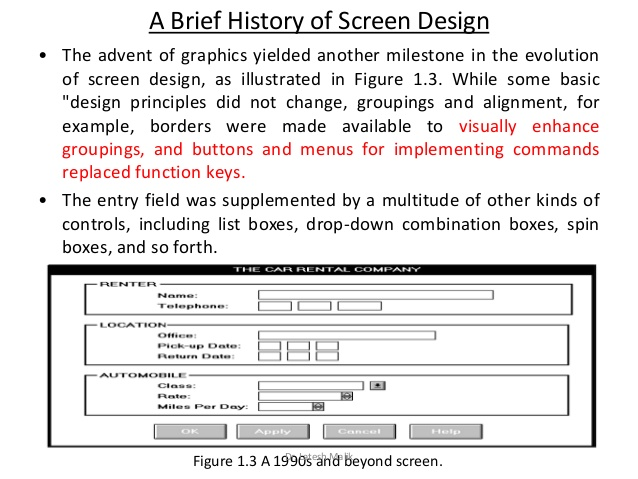 A Brief History of Screen Design
• The advent of graphics yielded another milestone in the evolution
of screen design, as illustrated in Figure 1.3. While some basic
"design principles did not change, groupings and alignment, for
example, borders were made available to visually enhance
groupings, and buttons and menus for implementing commands
replaced function keys.
• The entry field was supplemented by a multitude of other kinds of
controls, including list boxes, drop-down combination boxes, spin
boxes, and so forth.
THE CAR RENTAL COMPANY
RENTER
Name:
Telephone:
LOCATION
Office:
Pick-up Date:
Return Date:
AUTOMOBILE
Class:
Rate:
Miles Per Day:
OK Apply Cancel Help
Figure 1.3 A 1990s and beyond screen.